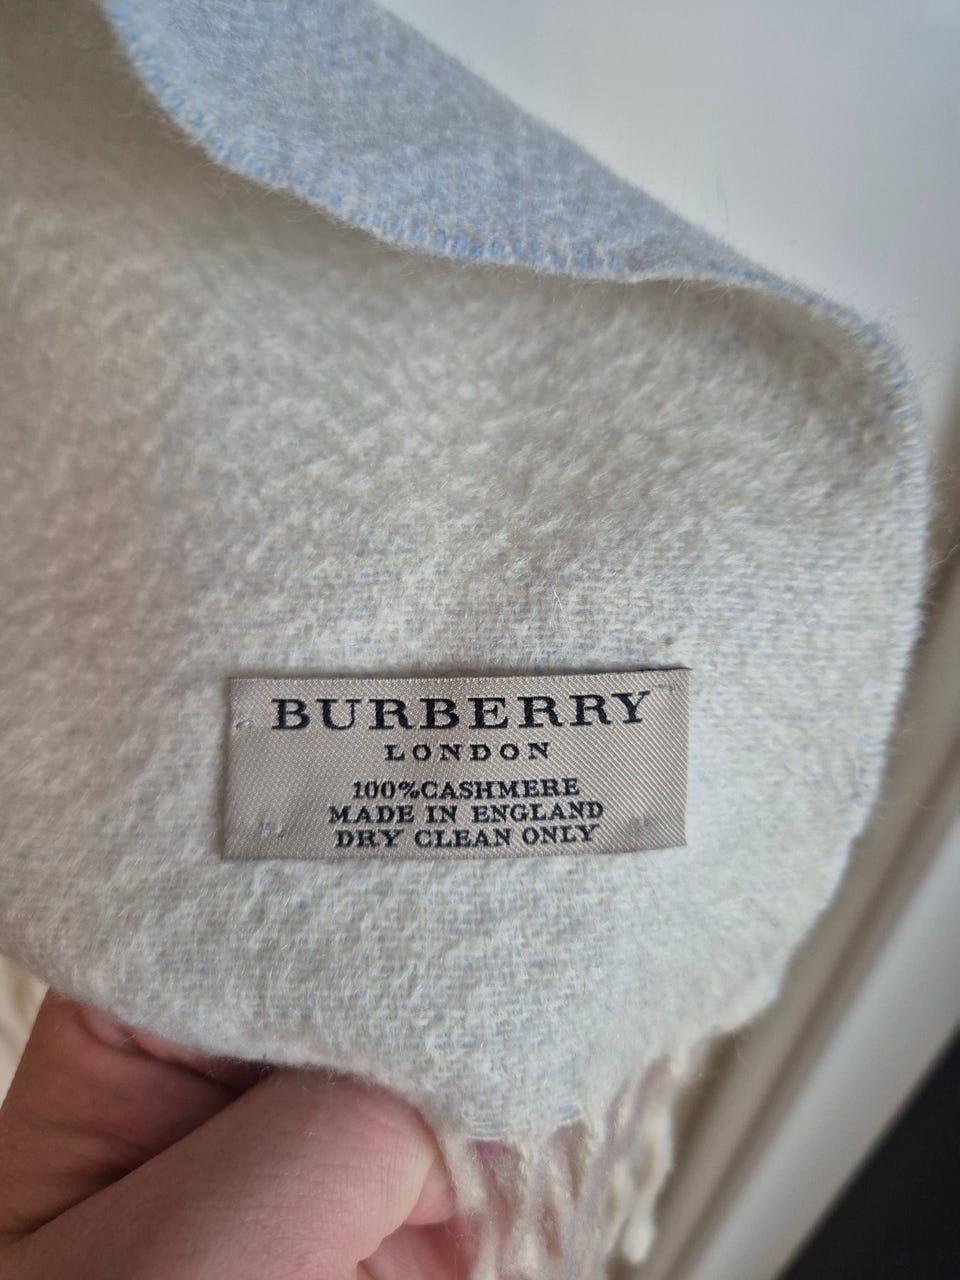 BURBERRY
LONDON
100%CASHMERE
MADE IN ENGLAND
DRY CLEAN ONLY